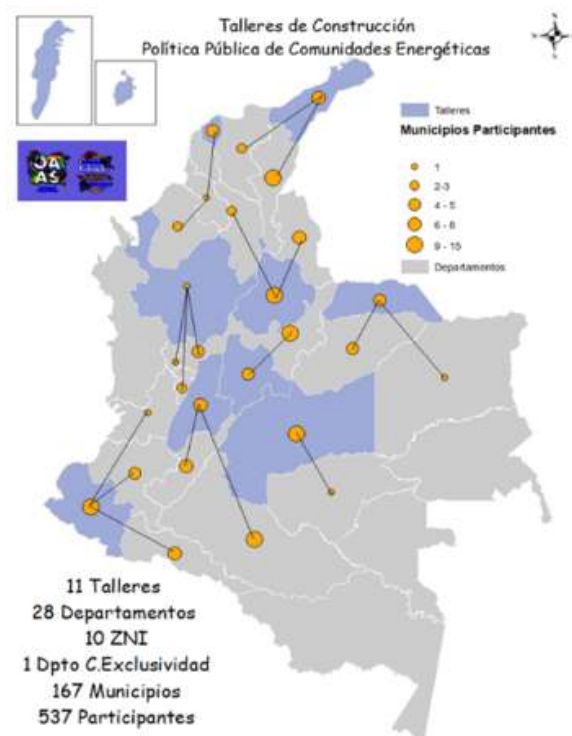 Talleres de Construcción
Política Pública de Comunidades Energéticas
Talleres
Municipios Participantes
1
2-3
4 - 5
6 - 8
9 - 15
Departamentos
11 Talleres
28 Departamentos
10 ZNI
1 Dpto C.Exclusividad
167 Municipios
537 Participantes